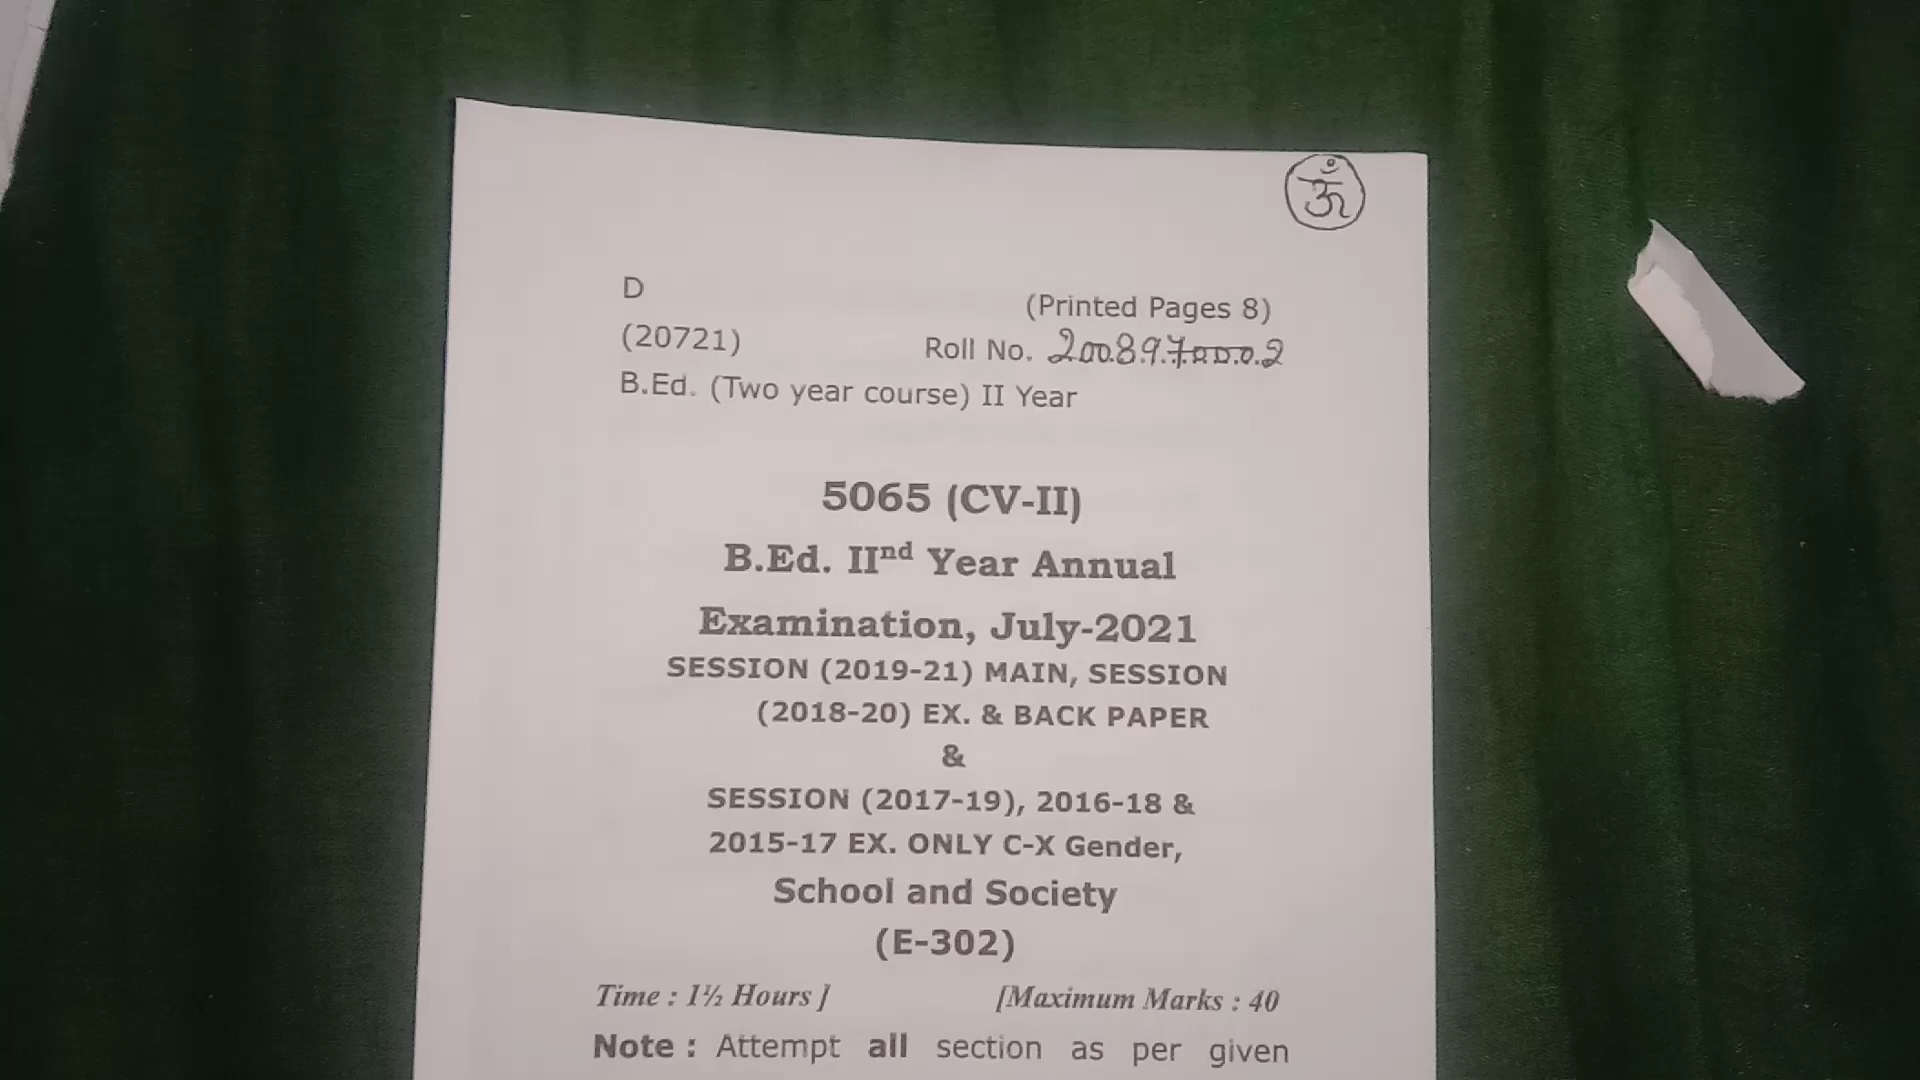 ॐ
D
(Printed Pages 8)
(20721)
Roll No. 2008970002
B.Ed. (Two year course) II Year
5065 (CV-II)
B.Ed. IInd Year Annual
Examination, July-2021
SESSION (2019-21) MAIN, SESSION
(2018-20) EX. & BACK PAPER
&
SESSION (2017-19), 2016-18 &
2015-17 EX. ONLY C-X Gender,
School and Society
(E-302)
Time : 1½ Hours ]
[Maximum Marks : 40
Note : Attempt all section as per given